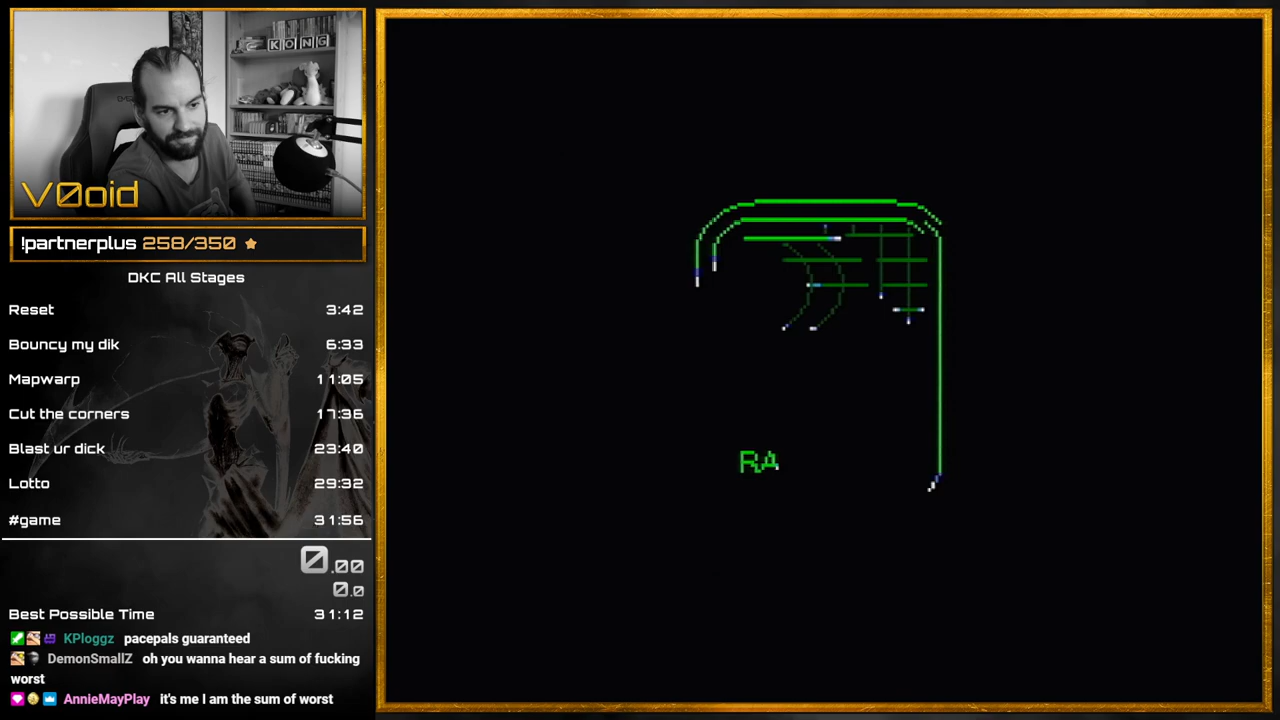 KONG
V0oid
!partnerplus 258/350
DKC All Stages
Reset 3:42
Bouncy my dik 6:33
Mapwarp 11:05
Cut the corners 17:36
Blast ur dick 23:40
Lotto 29:32
#game 31:56
0.00
0.0
Best Possible Time 31:12
KPloggz pacepals guaranteed
DemonSmallZ oh you wanna hear a sum of fucking
worst
AnnieMayPlay it's me I am the sum of worst
RA